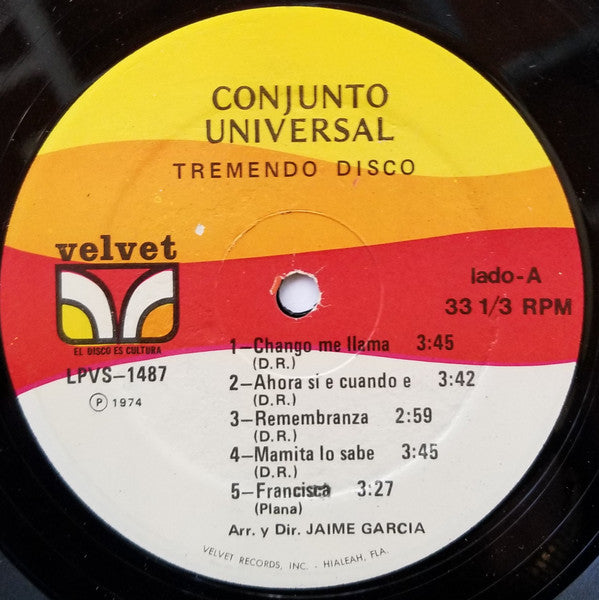 CONJUNTO
UNIVERSAL
TREMENDO DISCO
velvet
EL DISCO ES CULTURA
LPVS-1487
Ⓟ 1974
lado-A
33 1/3 RPM
1-Chango me llama 3:45
(D.R.)
2-Ahora si e cuando e 3:42
(D.R.)
3-Remembranza 2:59
(D.R.)
4-Mamita lo sabe 3:45
(D.R.)
5-Francisca 3:27
(Plana)
Arr. y Dir. JAIME GARCIA
VELVET RECORDS, INC. - HIALEAH, FLA.